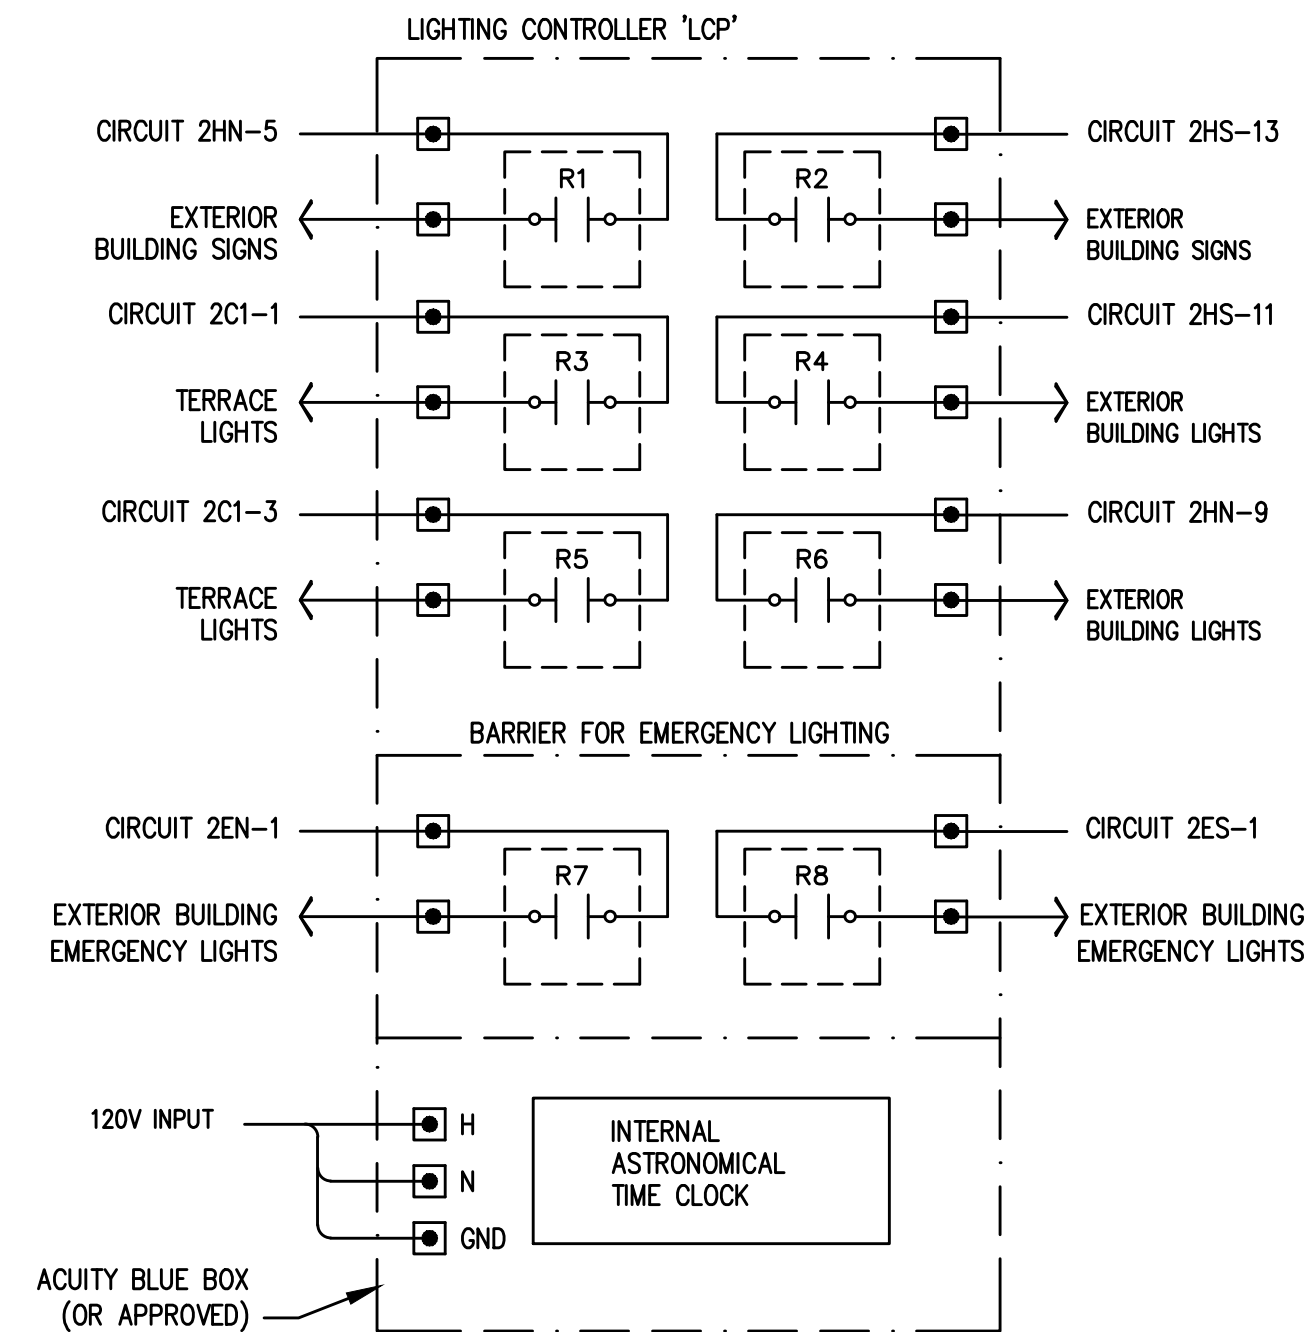 LIGHTING CONTROLLER 'LCP'
CIRCUIT 2HN-5
CIRCUIT 2HS-13
R1
R2
EXTERIOR
BUILDING SIGNS
EXTERIOR
BUILDING SIGNS
CIRCUIT 2C1-1
CIRCUIT 2HS-11
R3
R4
TERRACE
LIGHTS
EXTERIOR
BUILDING LIGHTS
CIRCUIT 2C1-3
CIRCUIT 2HN-9
R5
R6
TERRACE
LIGHTS
EXTERIOR
BUILDING LIGHTS
BARRIER FOR EMERGENCY LIGHTING
CIRCUIT 2EN-1
CIRCUIT 2ES-1
R7
R8
EXTERIOR BUILDING
EMERGENCY LIGHTS
EXTERIOR BUILDING
EMERGENCY LIGHTS
120V INPUT
H
N
GND
INTERNAL
ASTRONOMICAL
TIME CLOCK
ACUITY BLUE BOX
(OR APPROVED)